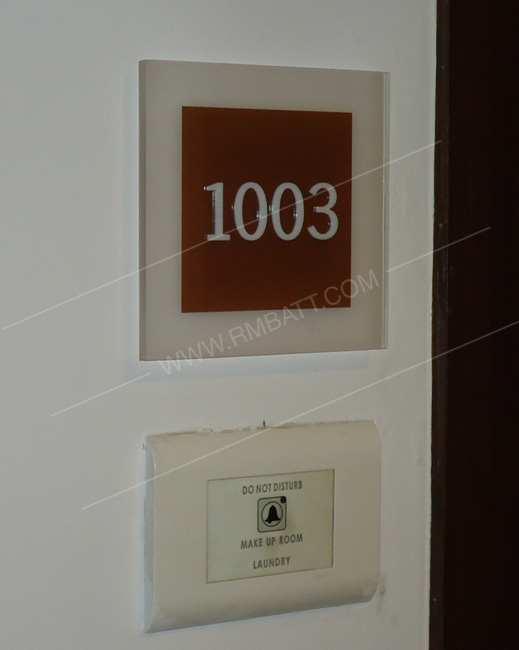 1003
WWW.RMBATT.COM
DO NOT DISTURB
MAKE UP ROOM
LAUNDRY